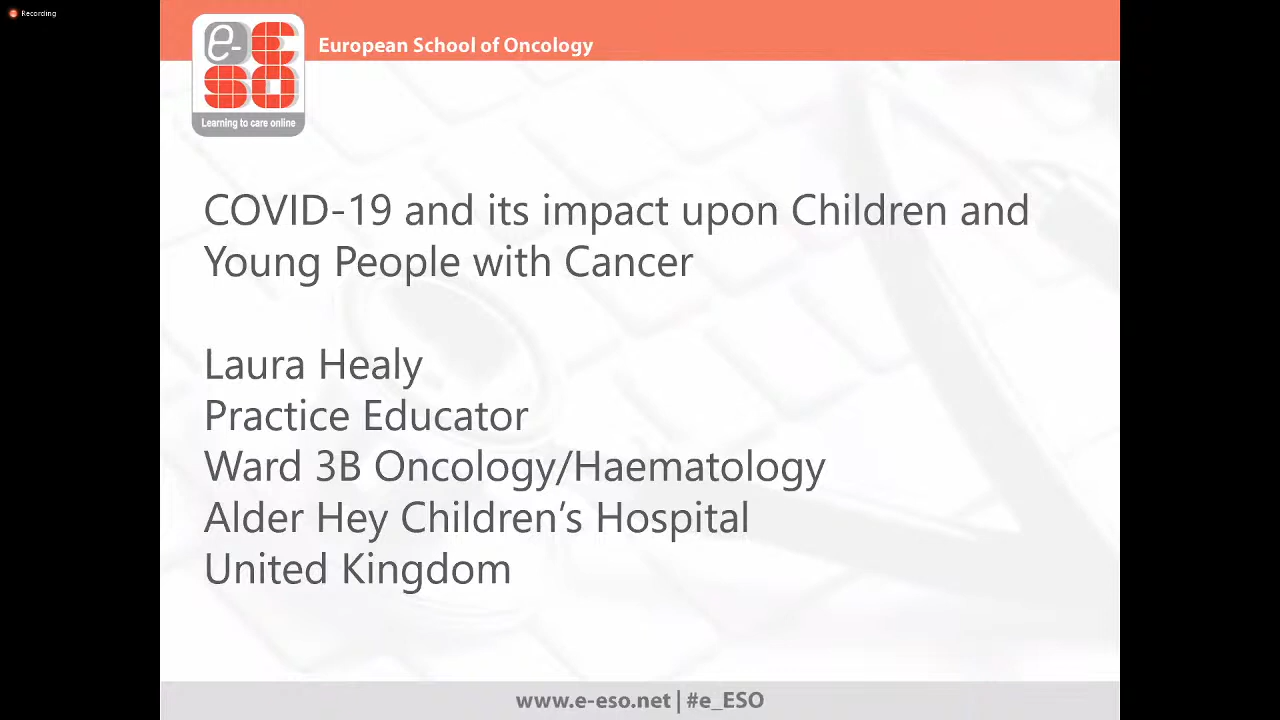 Recording
e-ESO
European School of Oncology
Learning to care online
COVID-19 and its impact upon Children and
Young People with Cancer
Laura Healy
Practice Educator
Ward 3B Oncology/Haematology
Alder Hey Children's Hospital
United Kingdom
www.e-eso.net | #e_ESO